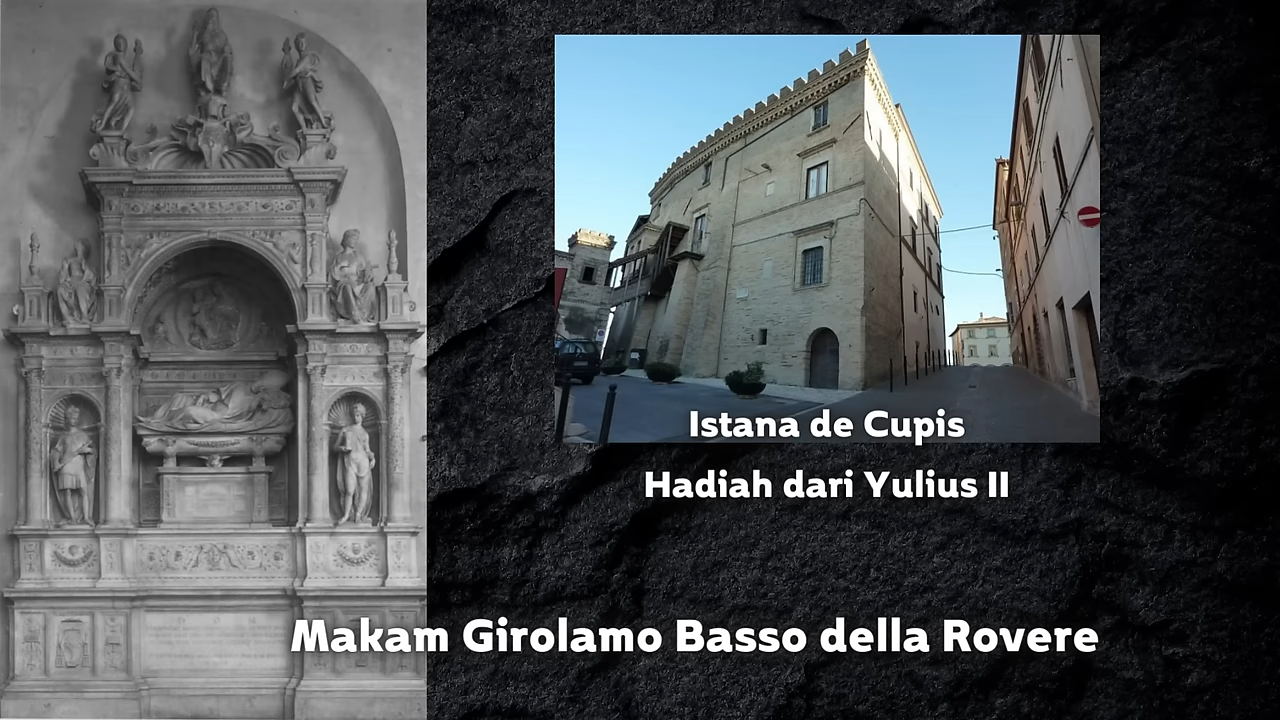 Istana de Cupis
Hadiah dari Yulius II
Makam Girolamo Basso della Rovere